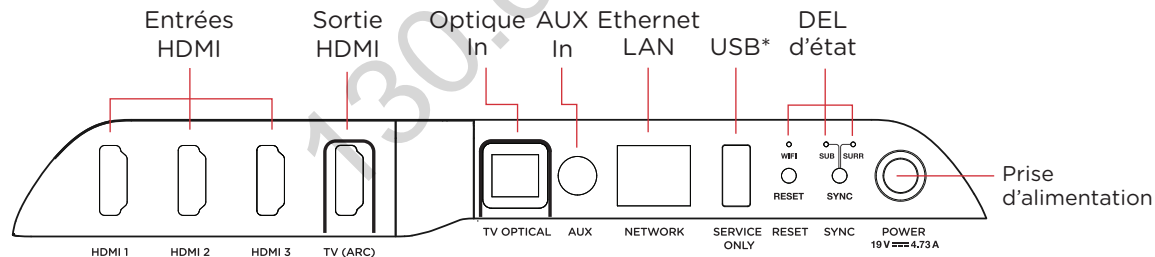 Entrées
HDMI
Sortie
HDMI
Optique
In
AUX
In
Ethernet
LAN
USB*
DEL
d'état
WIFI
SUB
SURR
RESET
SYNC
Prise
d'alimentation
HDMI 1
HDMI 2
HDMI 3
TV (ARC)
TV OPTICAL
AUX
NETWORK
SERVICE
ONLY
RESET
SYNC
POWER
19V 4.73A